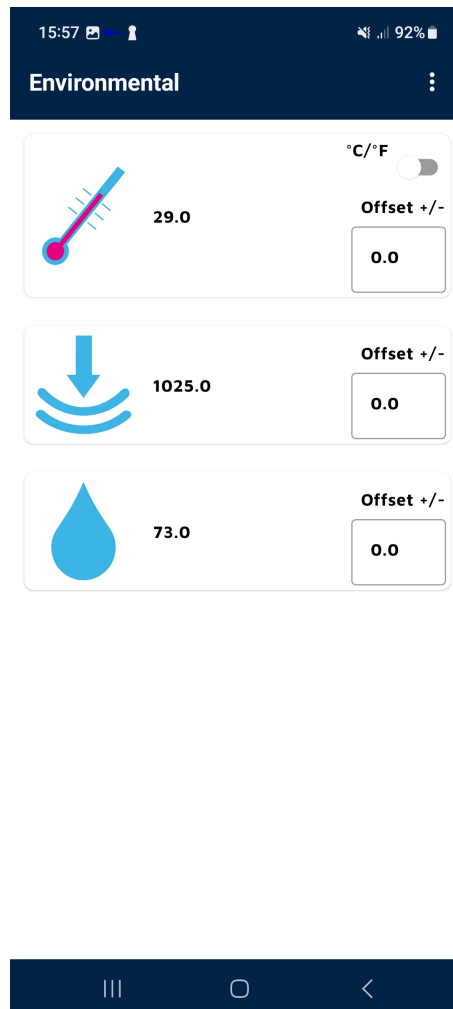 15:57 92%
Environmental
°C/°F
Offset +/-
29.0
0.0
Offset +/-
1025.0
0.0
Offset +/-
73.0
0.0